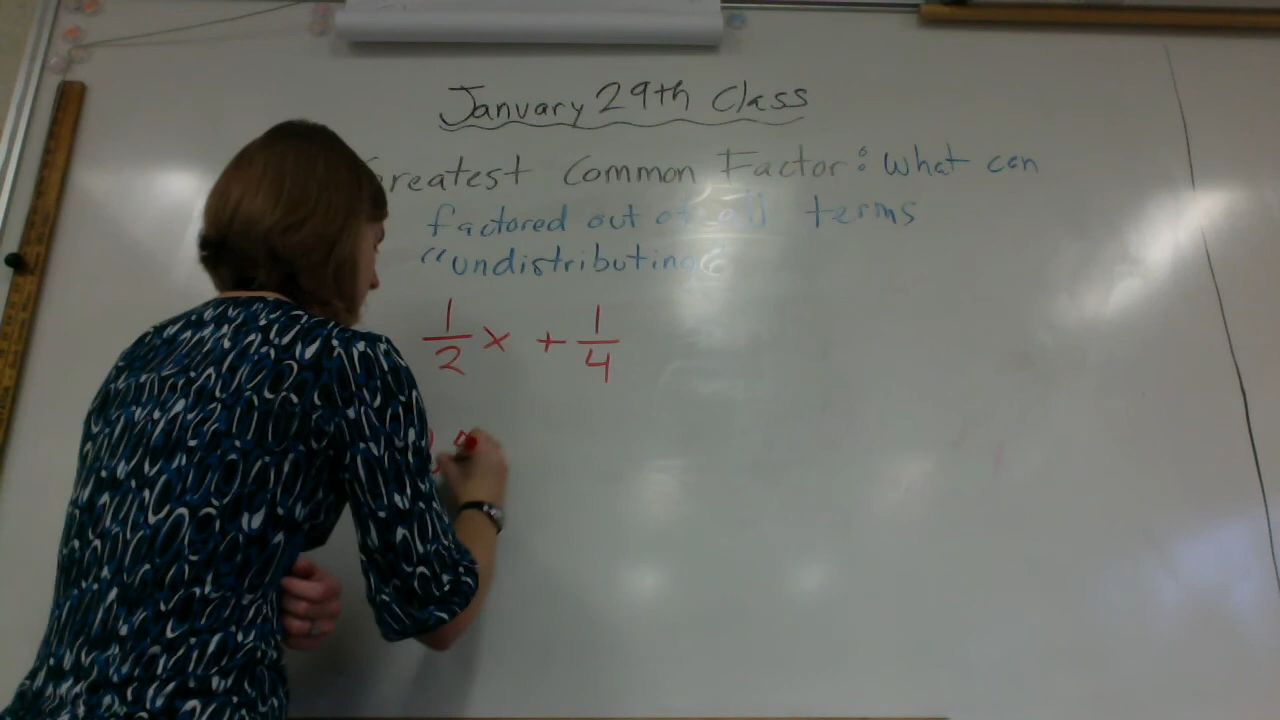 January 29th Class
Greatest Common Factor: What can
factored out of all terms
"undistributing"
1/2 x + 1/4